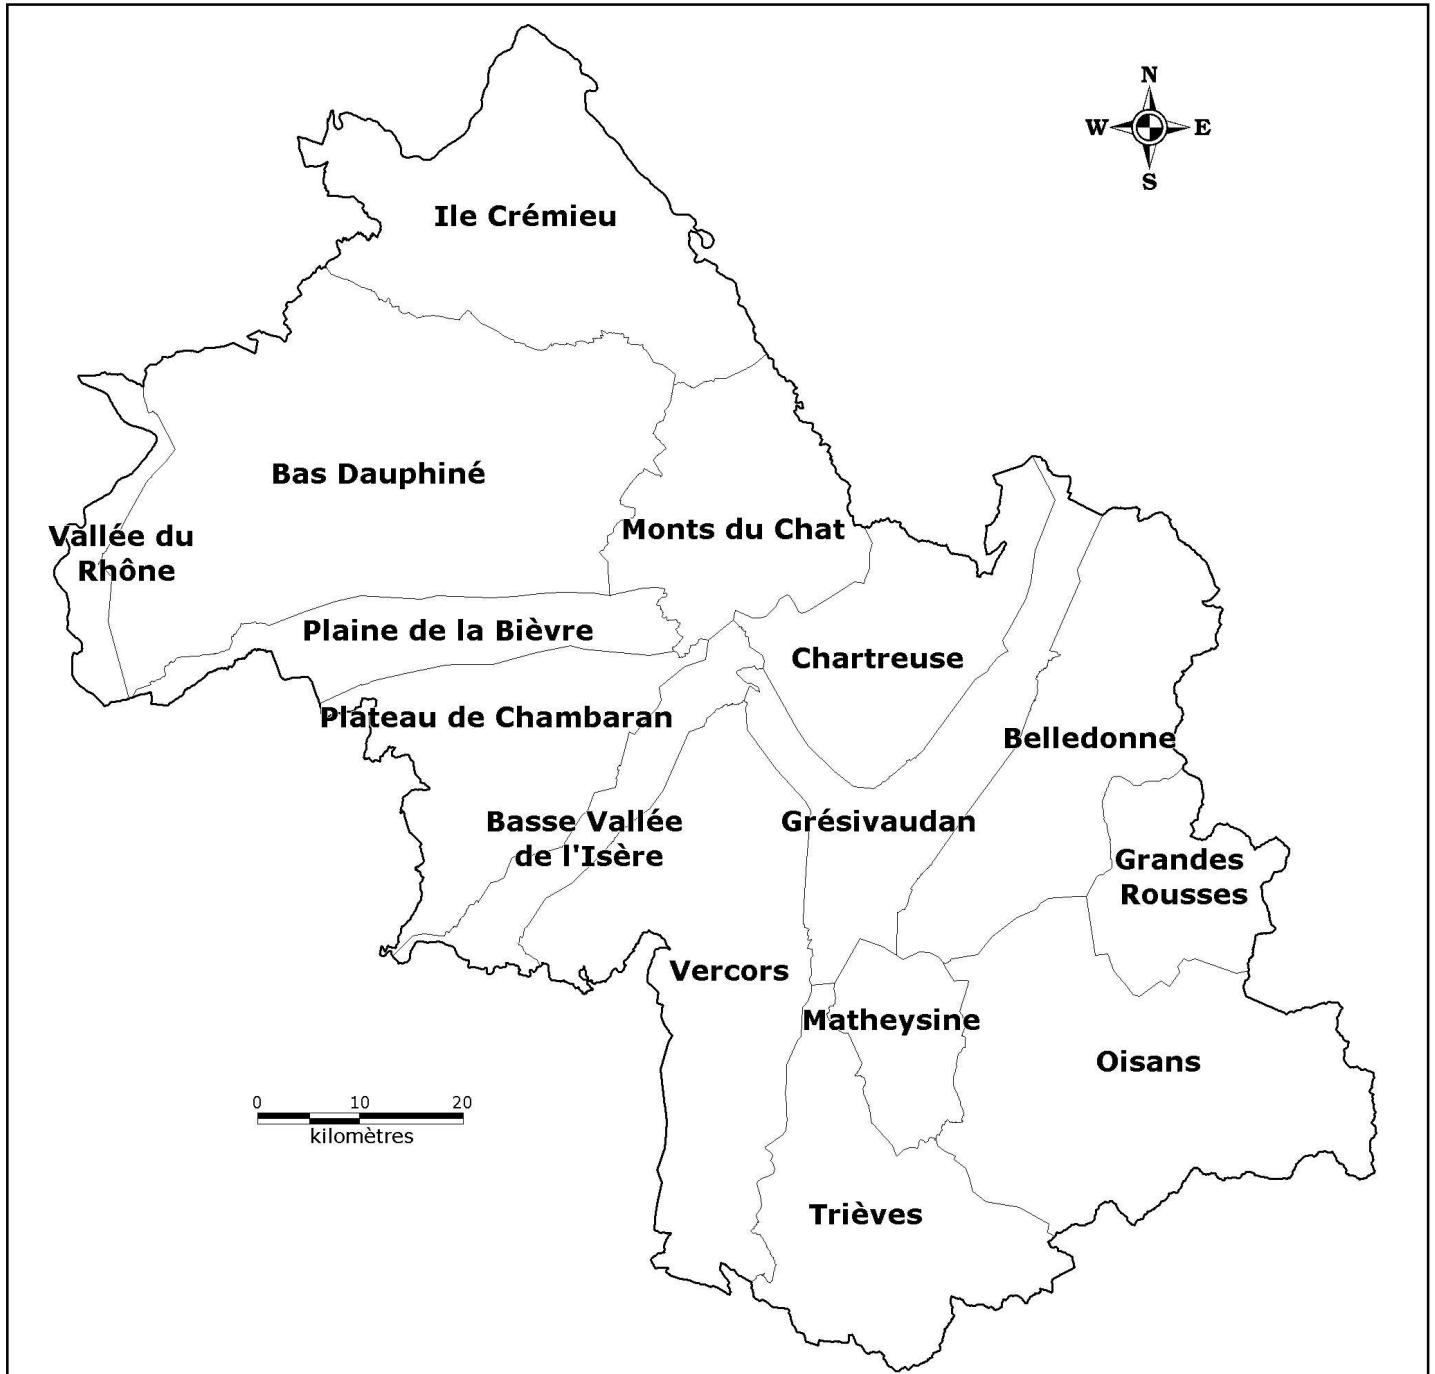 N
W
E
S
Ile Crémieu
Bas Dauphiné
Monts du Chat
Vallée du
Rhône
Plaine de la Bièvre
Chartreuse
Plateau de Chambaran
Belledonne
Basse Vallée
de l'Isère
Grésivaudan
Grandes
Rousses
Vercors
Matheysine
Oisans
0 10 20
kilomètres
Trièves